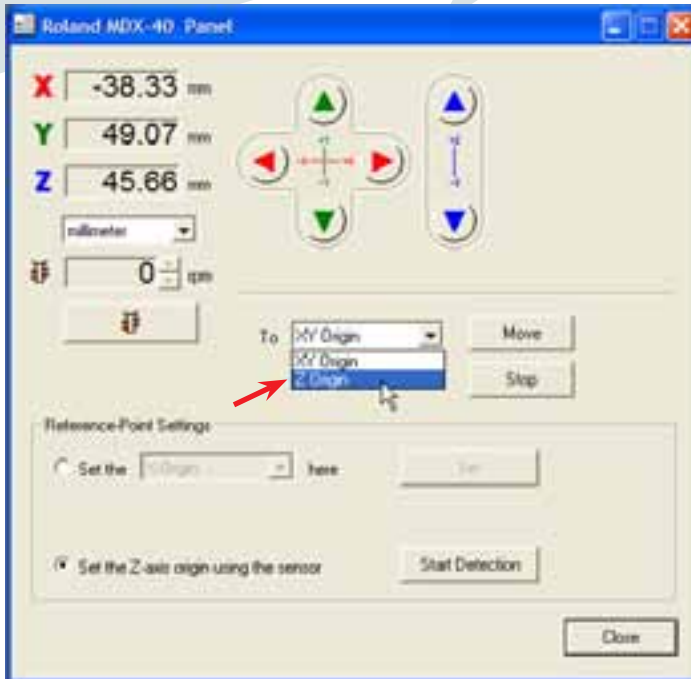 Roland MDX-40 Panel
X -38.33 mm
Y 49.07 mm
Z 45.66 mm
millimeter
0 rpm
To XY Origin Move
XY Origin
Z Origin Stop
Reference-Point Settings
Set the Origin here
Set the Z-axis origin using the sensor Start Detection
Close